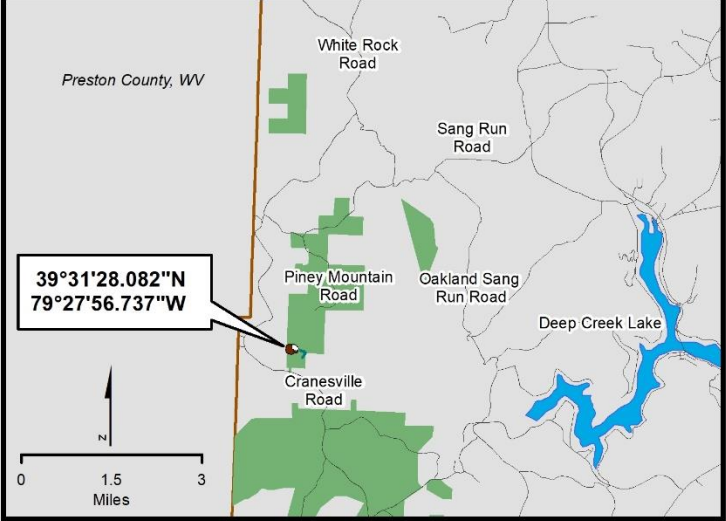 White Rock
Road
Preston County, WV
Sang Run
Road
39°31'28.082"N
79°27'56.737"W
Piney Mountain
Road
Oakland Sang
Run Road
Deep Creek Lake
Cranesville
Road
N
0 1.5 3
Miles